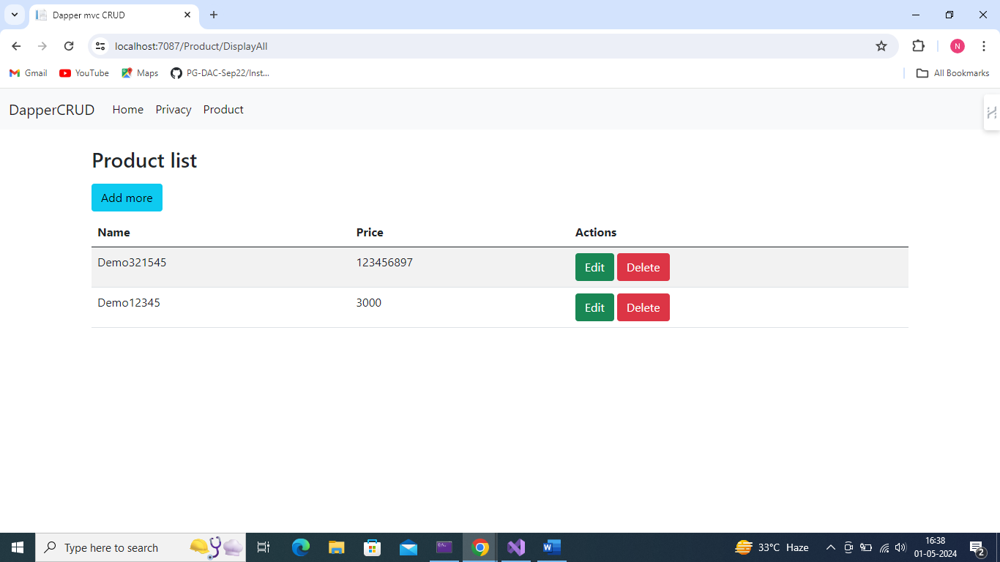 Dapper mvc CRUD
localhost:7087/Product/DisplayAll
N
Gmail YouTube Maps PG-DAC-Sep22/Inst... All Bookmarks
DapperCRUD Home Privacy Product
Product list
Add more
Name Price Actions
Demo321545 123456897 Edit Delete
Demo12345 3000 Edit Delete
Type here to search
33°C Haze
16:38
01-05-2024
2